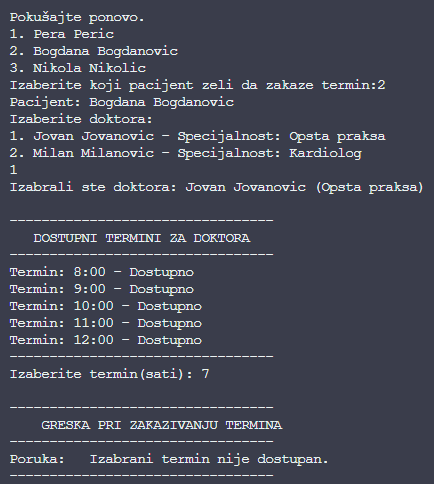 Pokušajte ponovo.
1. Pera Peric
2. Bogdana Bogdanovic
3. Nikola Nikolic
Izaberite koji pacijent zeli da zakaze termin:2
Pacijent: Bogdana Bogdanovic
Izaberite doktora:
1. Jovan Jovanovic - Specijalnost: Opsta praksa
2. Milan Milanovic - Specijalnost: Kardiolog
1
Izabrali ste doktora: Jovan Jovanovic (Opsta praksa)
---------------------------------
DOSTUPNI TERMINI ZA DOKTORA
---------------------------------
Termin: 8:00 - Dostupno
Termin: 9:00 - Dostupno
Termin: 10:00 - Dostupno
Termin: 11:00 - Dostupno
Termin: 12:00 - Dostupno
---------------------------------
Izaberite termin(sati): 7
---------------------------------
GRESKA PRI ZAKAZIVANJU TERMINA
---------------------------------
Poruka:   Izabrani termin nije dostupan.
---------------------------------